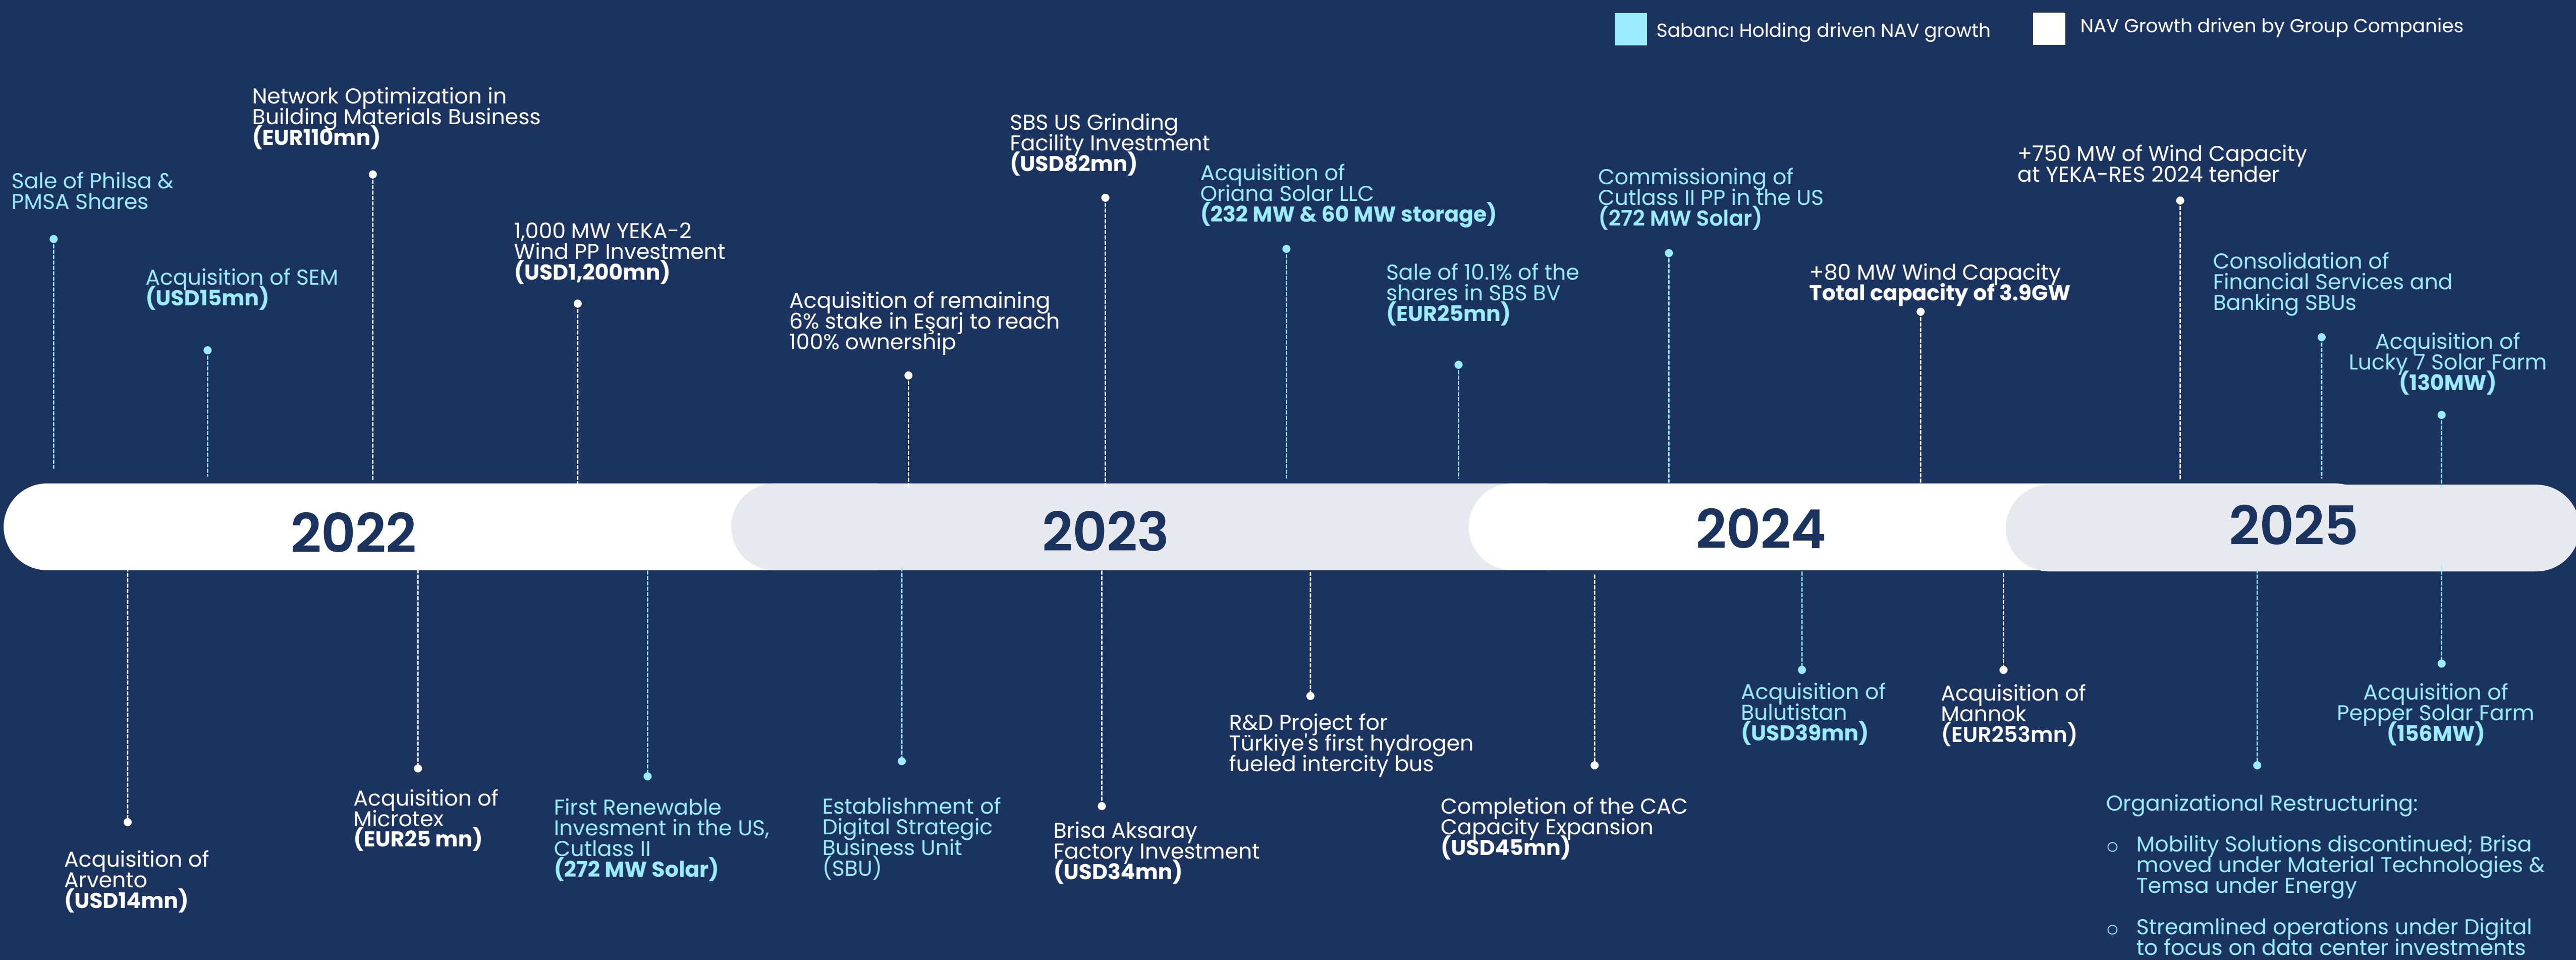 Sabancı Holding driven NAV growth
NAV Growth driven by Group Companies
Sale of Philsa &
PMSA Shares
Acquisition of SEM
(USD15mn)
Network Optimization in
Building Materials Business
(EUR110mn)
1,000 MW YEKA-2
Wind PP Investment
(USD1,200mn)
Acquisition of remaining
6% stake in Eşarj to reach
100% ownership
SBS US Grinding
Facility Investment
(USD82mn)
Acquisition of
Oriana Solar LLC
(232 MW & 60 MW storage)
Sale of 10.1% of the
shares in SBS BV
(EUR25mn)
Commissioning of
Cutlass II PP in the US
(272 MW Solar)
+80 MW Wind Capacity
Total capacity of 3.9GW
+750 MW of Wind Capacity
at YEKA-RES 2024 tender
Consolidation of
Financial Services and
Banking SBUs
Acquisition of
Lucky 7 Solar Farm
(130MW)
2022
2023
2024
2025
Acquisition of
Arvento
(USD14mn)
Acquisition of
Microtex
(EUR25 mn)
First Renewable
Invesment in the US,
Cutlass II
(272 MW Solar)
Establishment of
Digital Strategic
Business Unit
(SBU)
Brisa Aksaray
Factory Investment
(USD34mn)
R&D Project for
Türkiye's first hydrogen
fueled intercity bus
Completion of the CAC
Capacity Expansion
(USD45mn)
Acquisition of
Bulutistan
(USD39mn)
Acquisition of
Mannok
(EUR253mn)
Acquisition of
Pepper Solar Farm
(156MW)
Organizational Restructuring:
○ Mobility Solutions discontinued; Brisa
moved under Material Technologies &
Temsa under Energy
○ Streamlined operations under Digital
to focus on data center investments